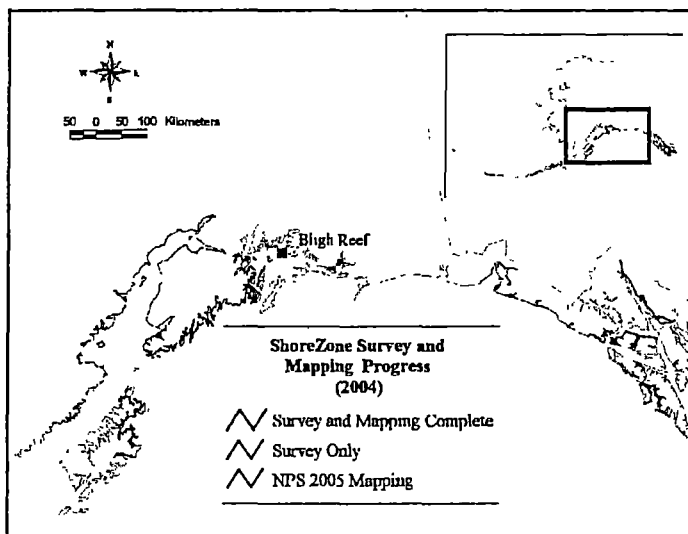 N
W E
S
50 0 50 100 Kilometers
Bligh Reef
ShoreZone Survey and
Mapping Progress
(2004)
Survey and Mapping Complete
Survey Only
NPS 2005 Mapping